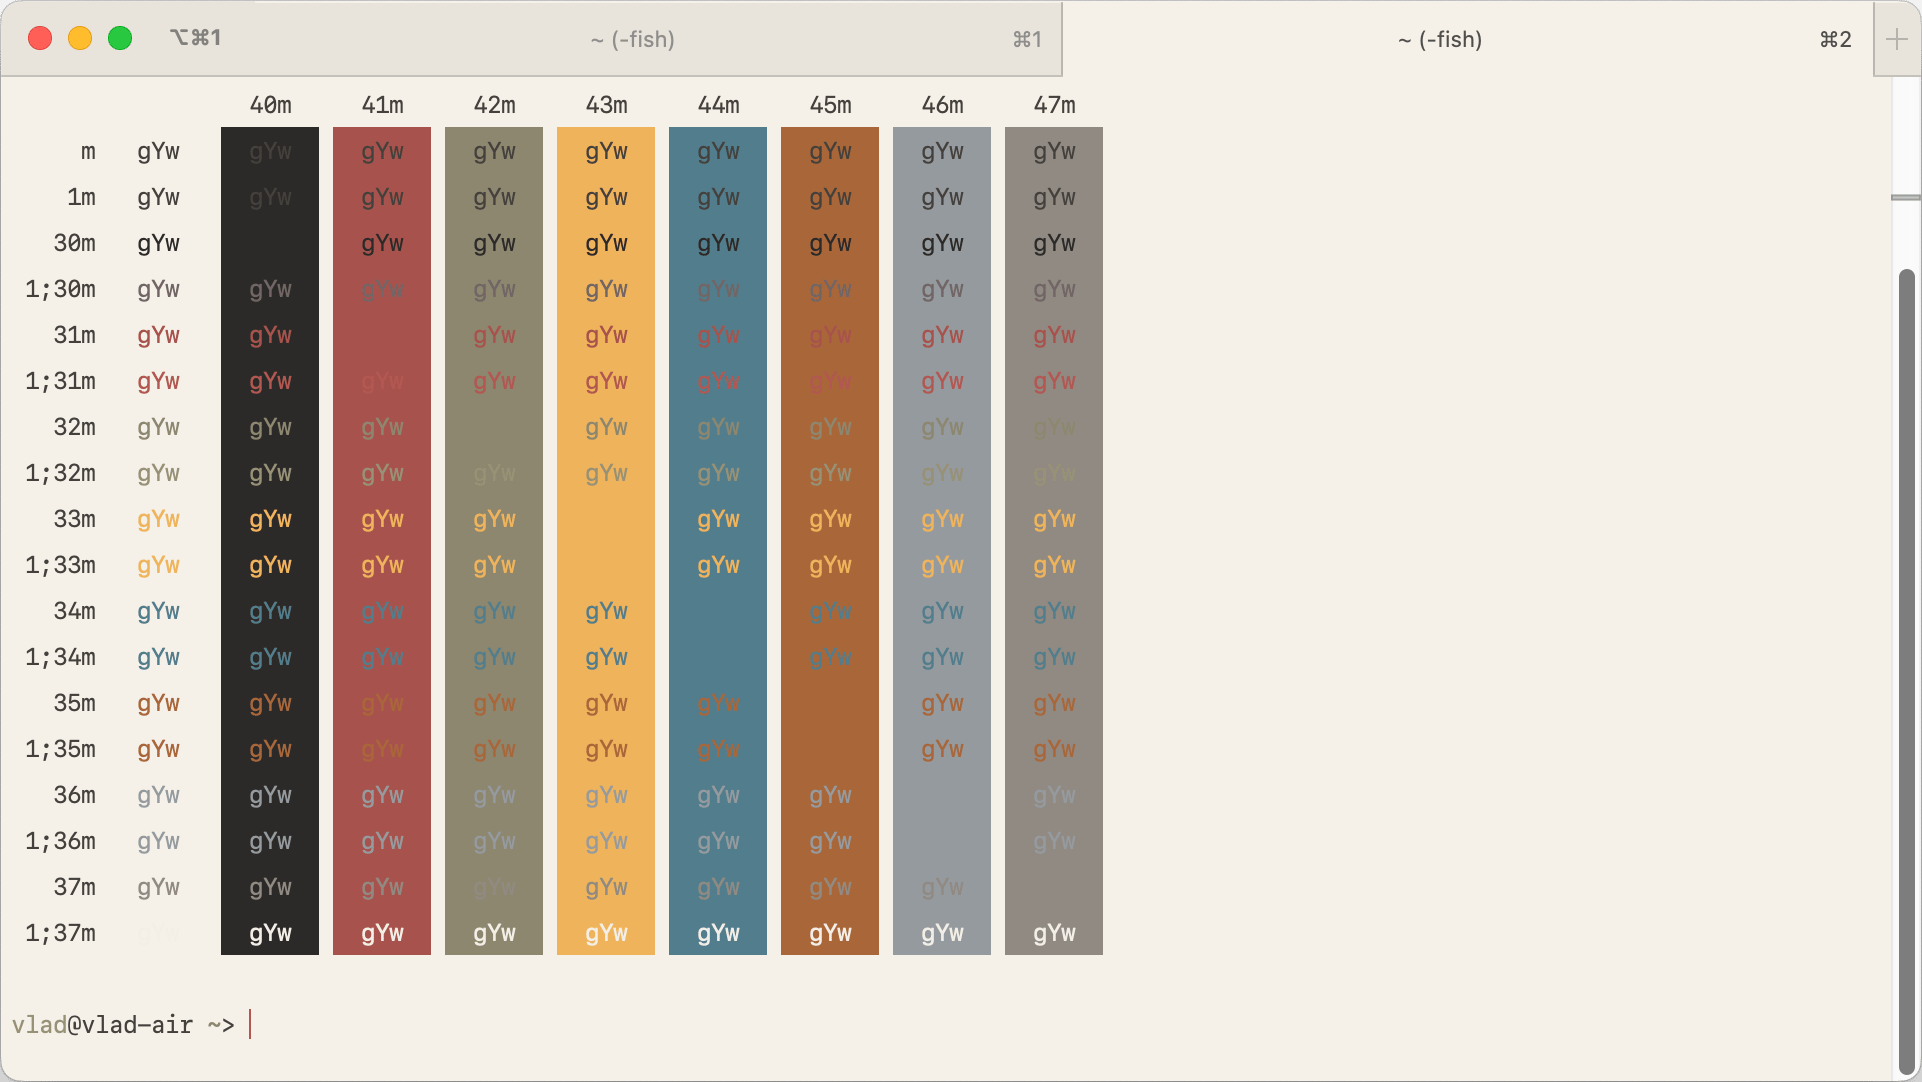 ⌥⌘1 ~ (-fish) ⌘1 ~ (-fish) ⌘2 +
40m 41m 42m 43m 44m 45m 46m 47m
m gYw gYw gYw gYw gYw gYw gYw gYw gYw
1m gYw gYw gYw gYw gYw gYw gYw gYw gYw
30m gYw gYw gYw gYw gYw gYw gYw gYw
1;30m gYw gYw gYw gYw gYw gYw gYw gYw gYw
31m gYw gYw gYw gYw gYw gYw gYw gYw
1;31m gYw gYw gYw gYw gYw gYw gYw gYw gYw
32m gYw gYw gYw gYw gYw gYw gYw gYw
1;32m gYw gYw gYw gYw gYw gYw gYw gYw gYw
33m gYw gYw gYw gYw gYw gYw gYw gYw
1;33m gYw gYw gYw gYw gYw gYw gYw gYw
34m gYw gYw gYw gYw gYw gYw gYw gYw
1;34m gYw gYw gYw gYw gYw gYw gYw gYw
35m gYw gYw gYw gYw gYw gYw gYw gYw
1;35m gYw gYw gYw gYw gYw gYw gYw gYw
36m gYw gYw gYw gYw gYw gYw gYw gYw
1;36m gYw gYw gYw gYw gYw gYw gYw gYw
37m gYw gYw gYw gYw gYw gYw gYw gYw
1;37m gYw gYw gYw gYw gYw gYw gYw gYw
vlad@vlad-air ~>